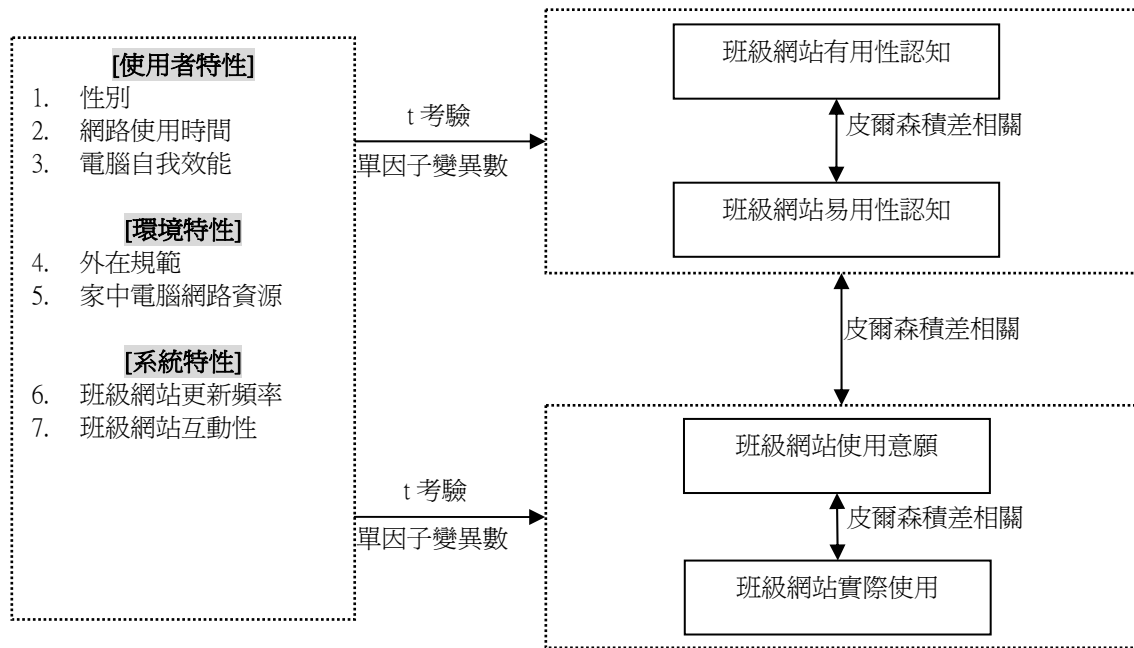 [使用者特性]
1. 性別
2. 網路使用時間
3. 電腦自我效能
[環境特性]
4. 外在規範
5. 家中電腦網路資源
[系統特性]
6. 班級網站更新頻率
7. 班級網站互動性
t 考驗
單因子變異數
t 考驗
單因子變異數
班級網站有用性認知
皮爾森積差相關
班級網站易用性認知
皮爾森積差相關
班級網站使用意願
皮爾森積差相關
班級網站實際使用